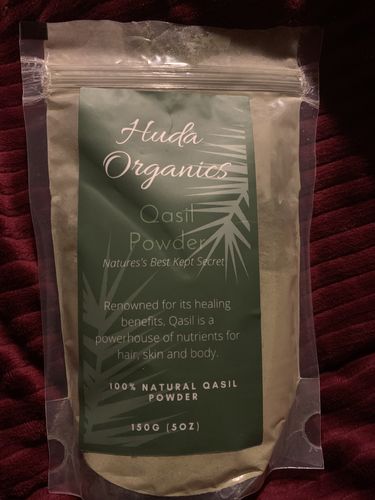 Huda
Organics
Qasil
Powder
Natures's Best Kept Secret
Renowned for its healing
benefits, Qasil is a
powerhouse of nutrients for
hair, skin and body.
100% NATURAL QASIL
POWDER
150G (5OZ)